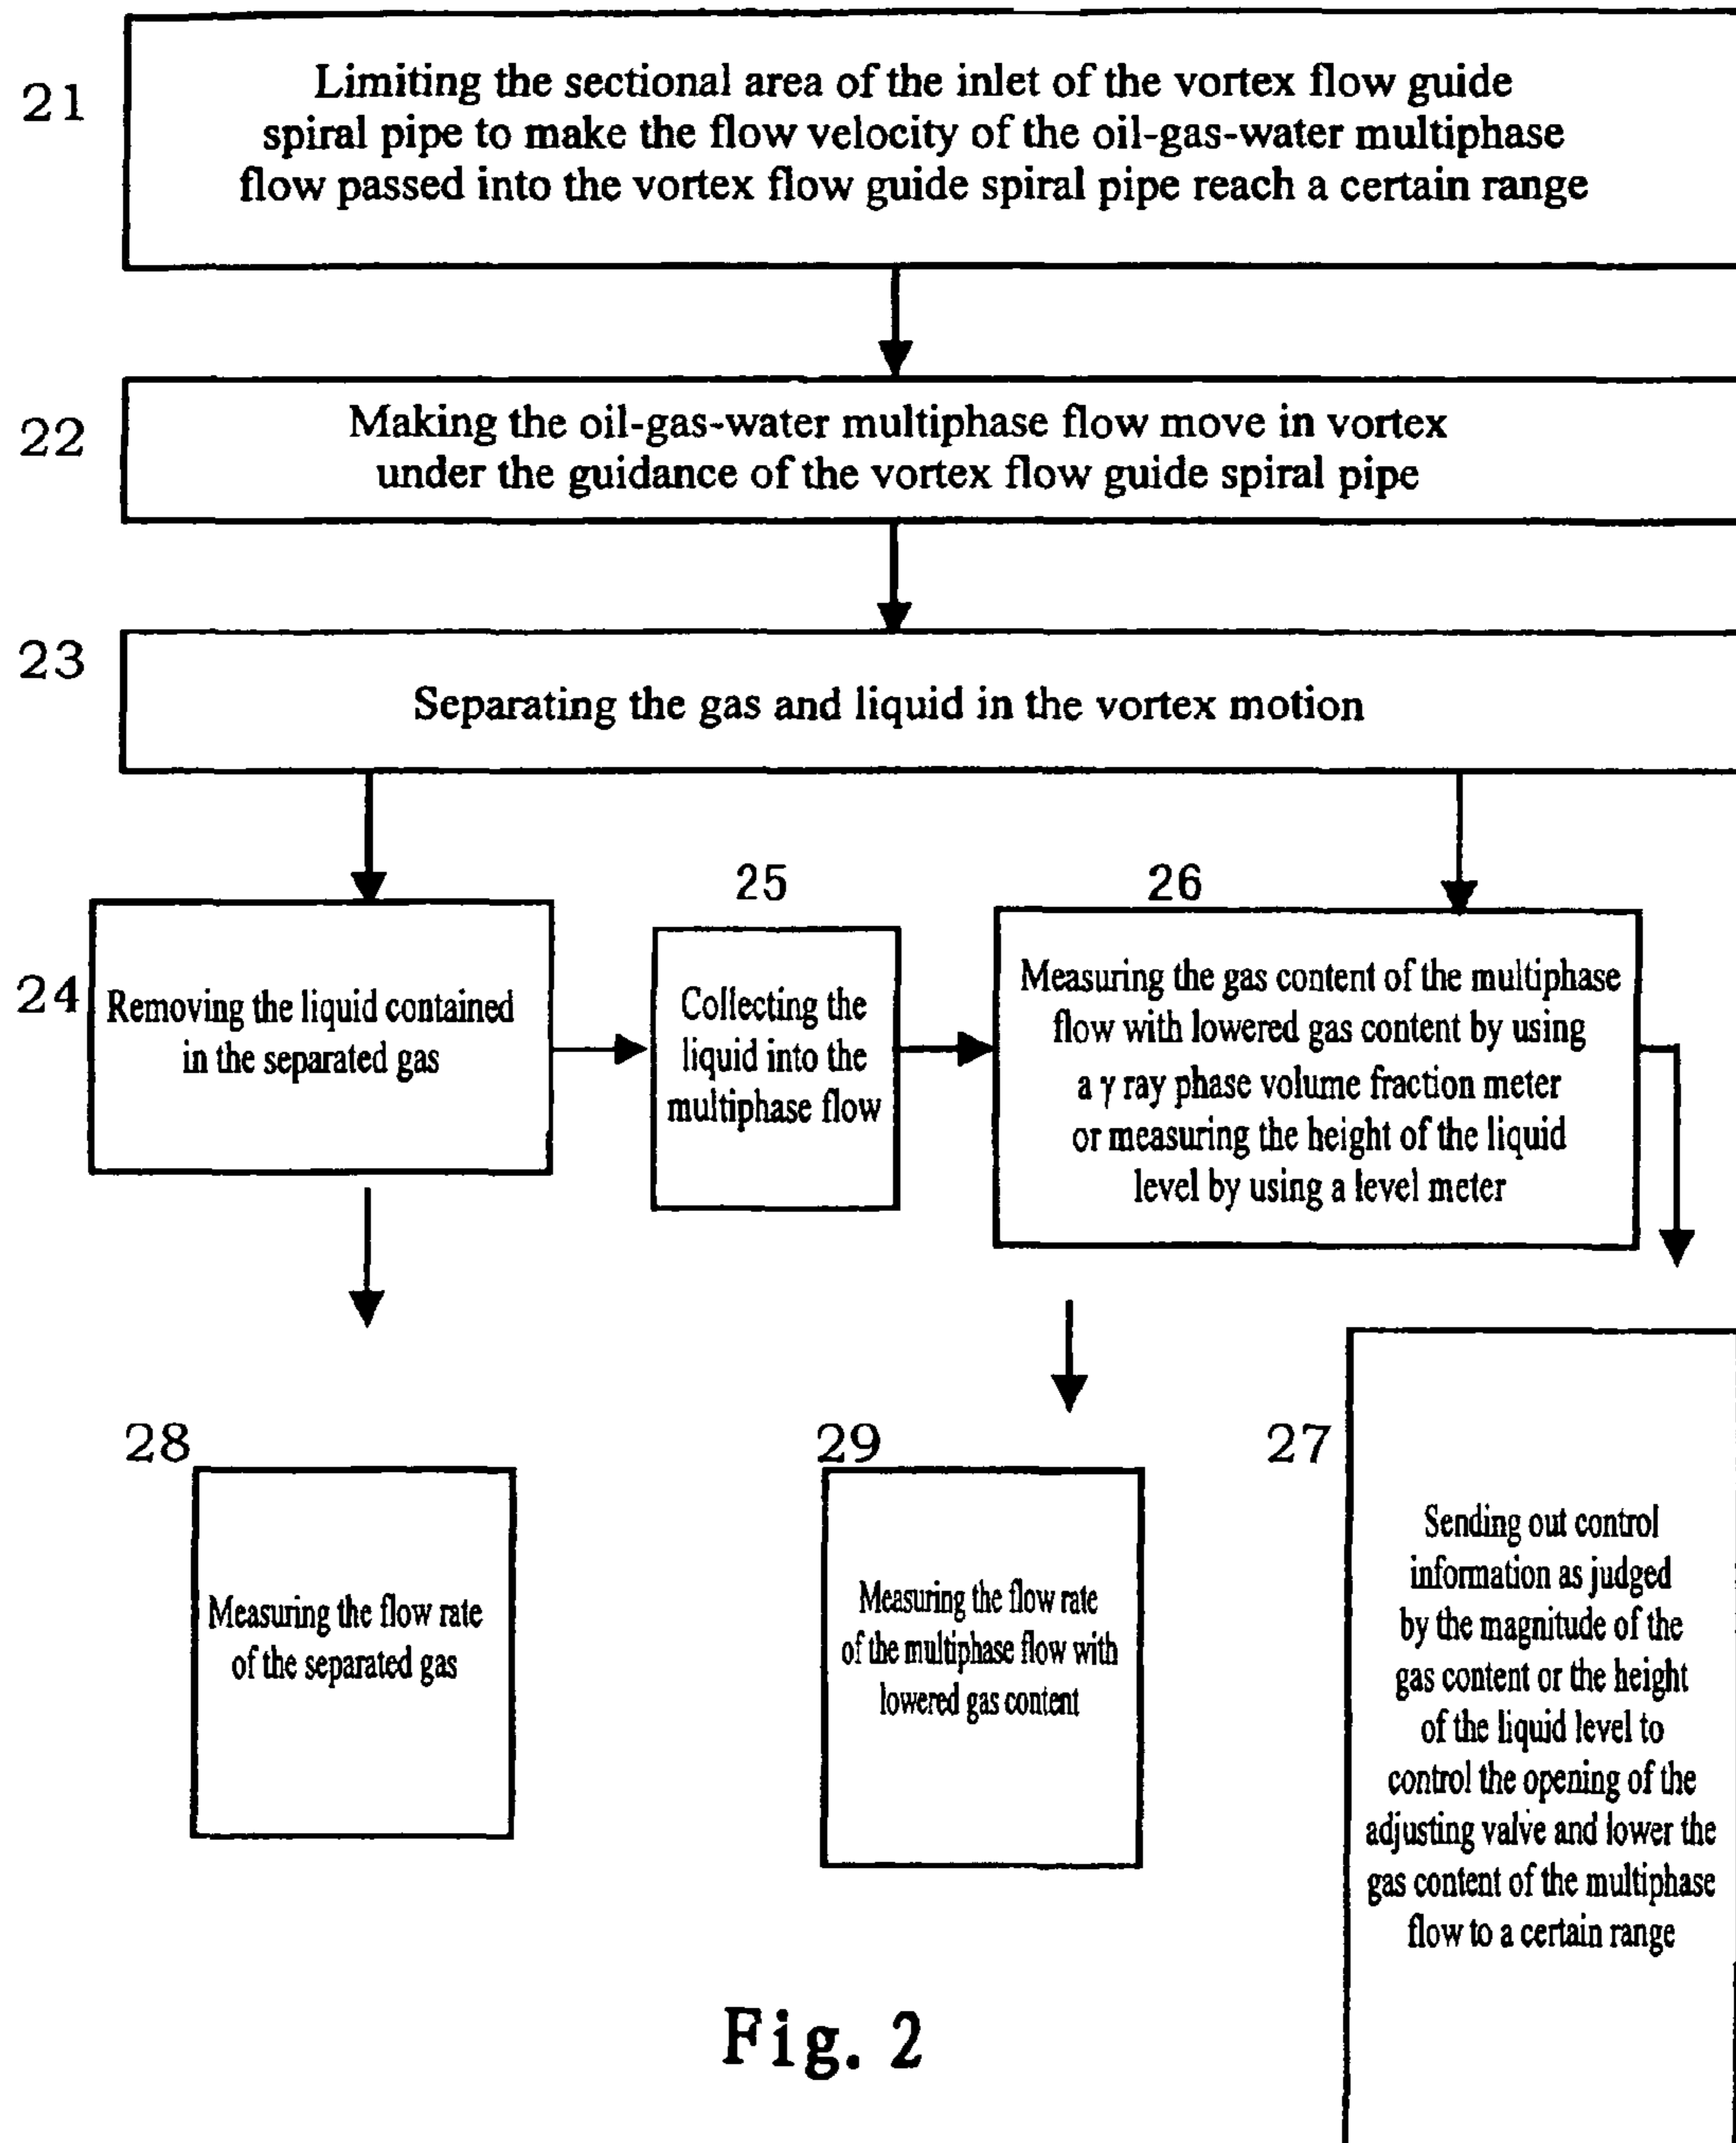 21
Limiting the sectional area of the inlet of the vortex flow guide
spiral pipe to make the flow velocity of the oil-gas-water multiphase
flow passed into the vortex flow guide spiral pipe reach a certain range
22
Making the oil-gas-water multiphase flow move in vortex
under the guidance of the vortex flow guide spiral pipe
23
Separating the gas and liquid in the vortex motion
24
Removing the liquid contained
in the separated gas
25
Collecting the
liquid into the
multiphase flow
26
Measuring the gas content of the multiphase
flow with lowered gas content by using
a γ ray phase volume fraction meter
or measuring the height of the liquid
level by using a level meter
28
Measuring the flow rate
of the separated gas
29
Measuring the flow rate
of the multiphase flow with
lowered gas content
27
Sending out control
information as judged
by the magnitude of the
gas content or the height
of the liquid level to
control the opening of the
adjusting valve and lower the
gas content of the multiphase
flow to a certain range
Fig. 2